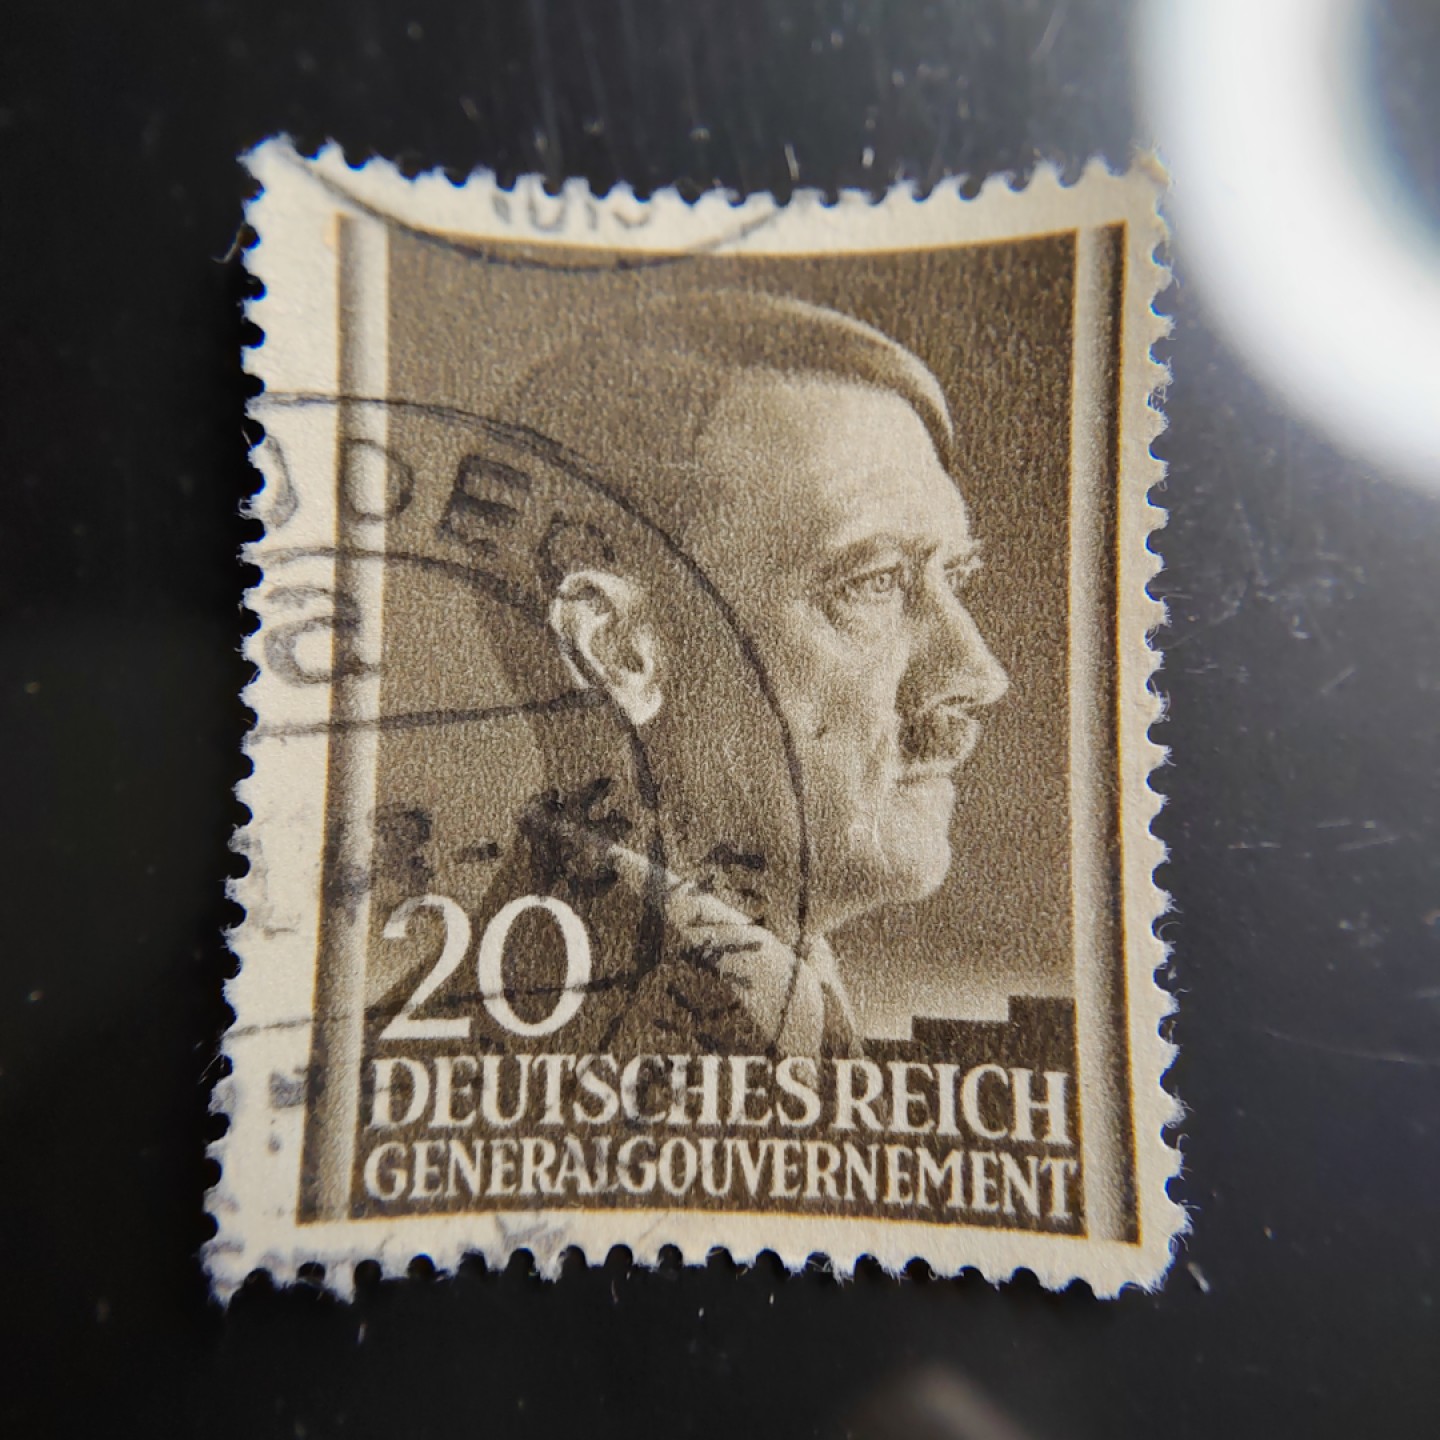 a
20
DEUTSCHES REICH
GENERALGOUVERNEMENT